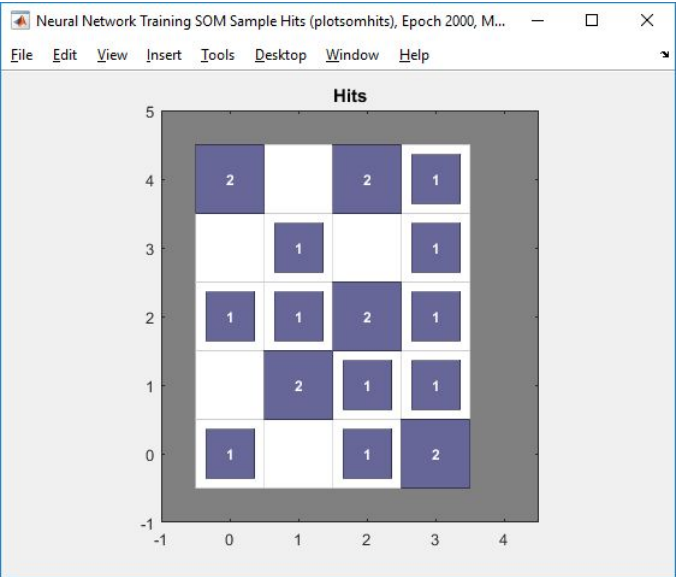 Neural Network Training SOM Sample Hits (plotsomhits), Epoch 2000, M...
File Edit View Insert Tools Desktop Window Help
Hits
5
4 2 2 1
3 1 1
2 1 1 2 1
1 2 1 1
0 1 1 2
-1
-1 0 1 2 3 4